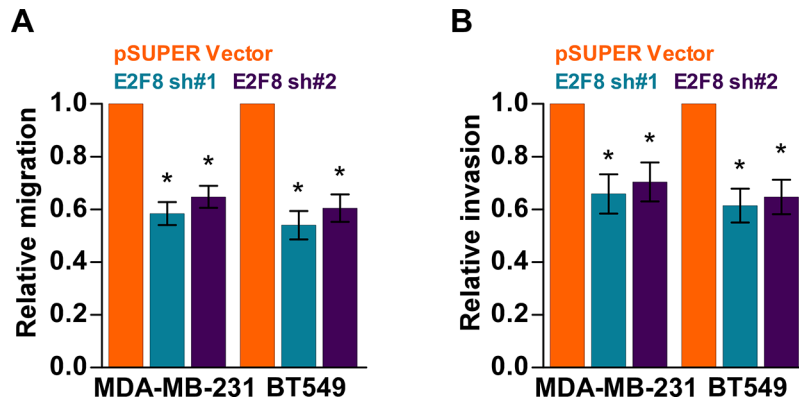 A
pSUPER Vector
E2F8 sh#1 E2F8 sh#2
Relative migration
1.0
0.8
0.6
0.4
0.2
0.0
* * * *
MDA-MB-231 BT549
B
pSUPER Vector
E2F8 sh#1 E2F8 sh#2
Relative invasion
1.0
0.8
0.6
0.4
0.2
0.0
* * * *
MDA-MB-231 BT549